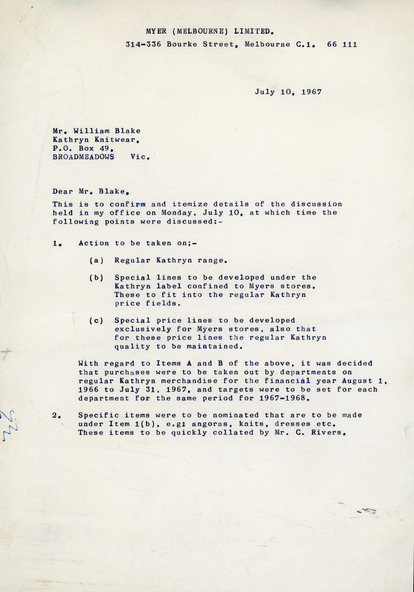 MYER (MELBOURNE) LIMITED.
314-336 Bourke Street, Melbourne C.1. 66 111
July 10, 1967
Mr. William Blake
Kathryn Knitwear,
P.O. Box 49,
BROADMEADOWS Vic.
Dear Mr. Blake,
This is to confirm and itemize details of the discussion
held in my office on Monday, July 10, at which time the
following points were discussed:-
1. Action to be taken on;-
(a) Regular Kathryn range.
(b) Special lines to be developed under the
Kathryn label confined to Myers stores.
These to fit into the regular Kathryn
price fields.
(c) Special price lines to be developed
exclusively for Myers stores, also that
for these price lines the regular Kathryn
quality to be maintained.
With regard to Items A and B of the above, it was decided
that purchases were to be taken out by departments on
regular Kathryn merchandise for the financial year August 1,
1966 to July 31, 1967, and targets were to be set for each
department for the same period for 1967-1968.
2. Specific items were to be nominated that are to be made
under Item 1(b), e.g: angoras, knits, dresses etc.
These items to be quickly collated by Mr. C. Rivers.